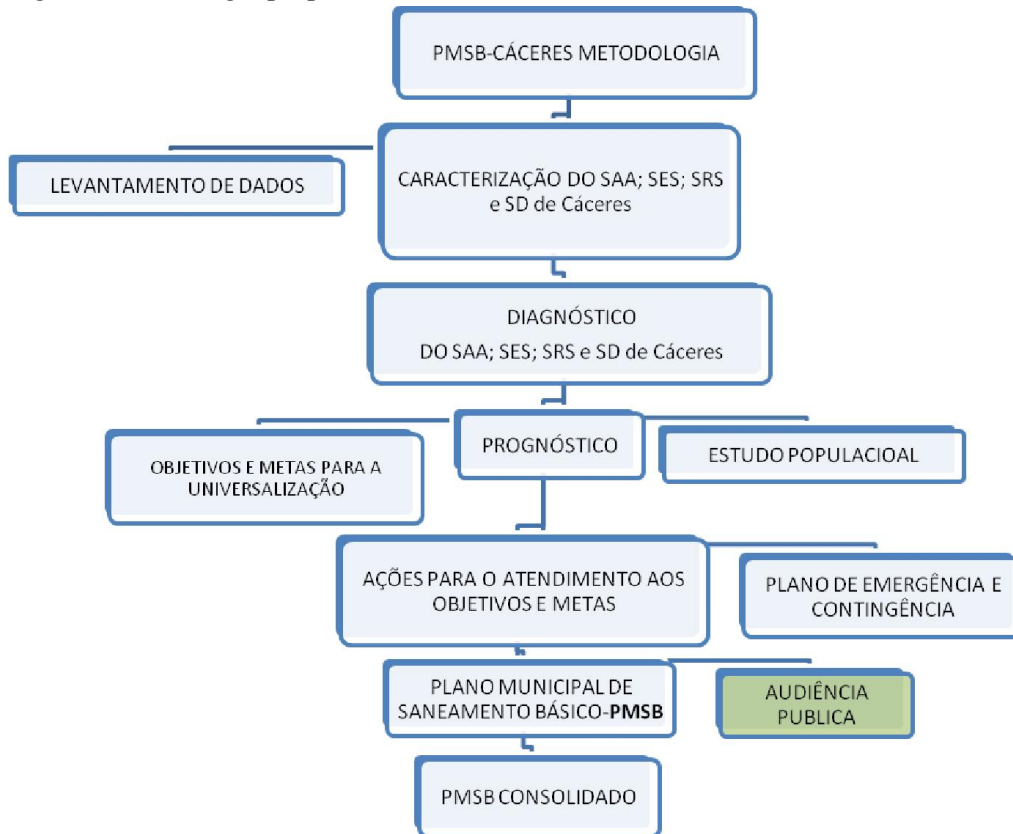 PMSB-CÁCERES METODOLOGIA
LEVANTAMENTO DE DADOS
CARACTERIZAÇÃO DO SAA; SES; SRS
e SD de Cáceres
DIAGNÓSTICO
DO SAA; SES; SRS e SD de Cáceres
OBJETIVOS E METAS PARA A
UNIVERSALIZAÇÃO
PROGNÓSTICO
ESTUDO POPULACIOAL
AÇÕES PARA O ATENDIMENTO AOS
OBJETIVOS E METAS
PLANO DE EMERGÊNCIA E
CONTINGÊNCIA
PLANO MUNICIPAL DE
SANEAMENTO BÁSICO-PMSB
AUDIÊNCIA
PUBLICA
PMSB CONSOLIDADO